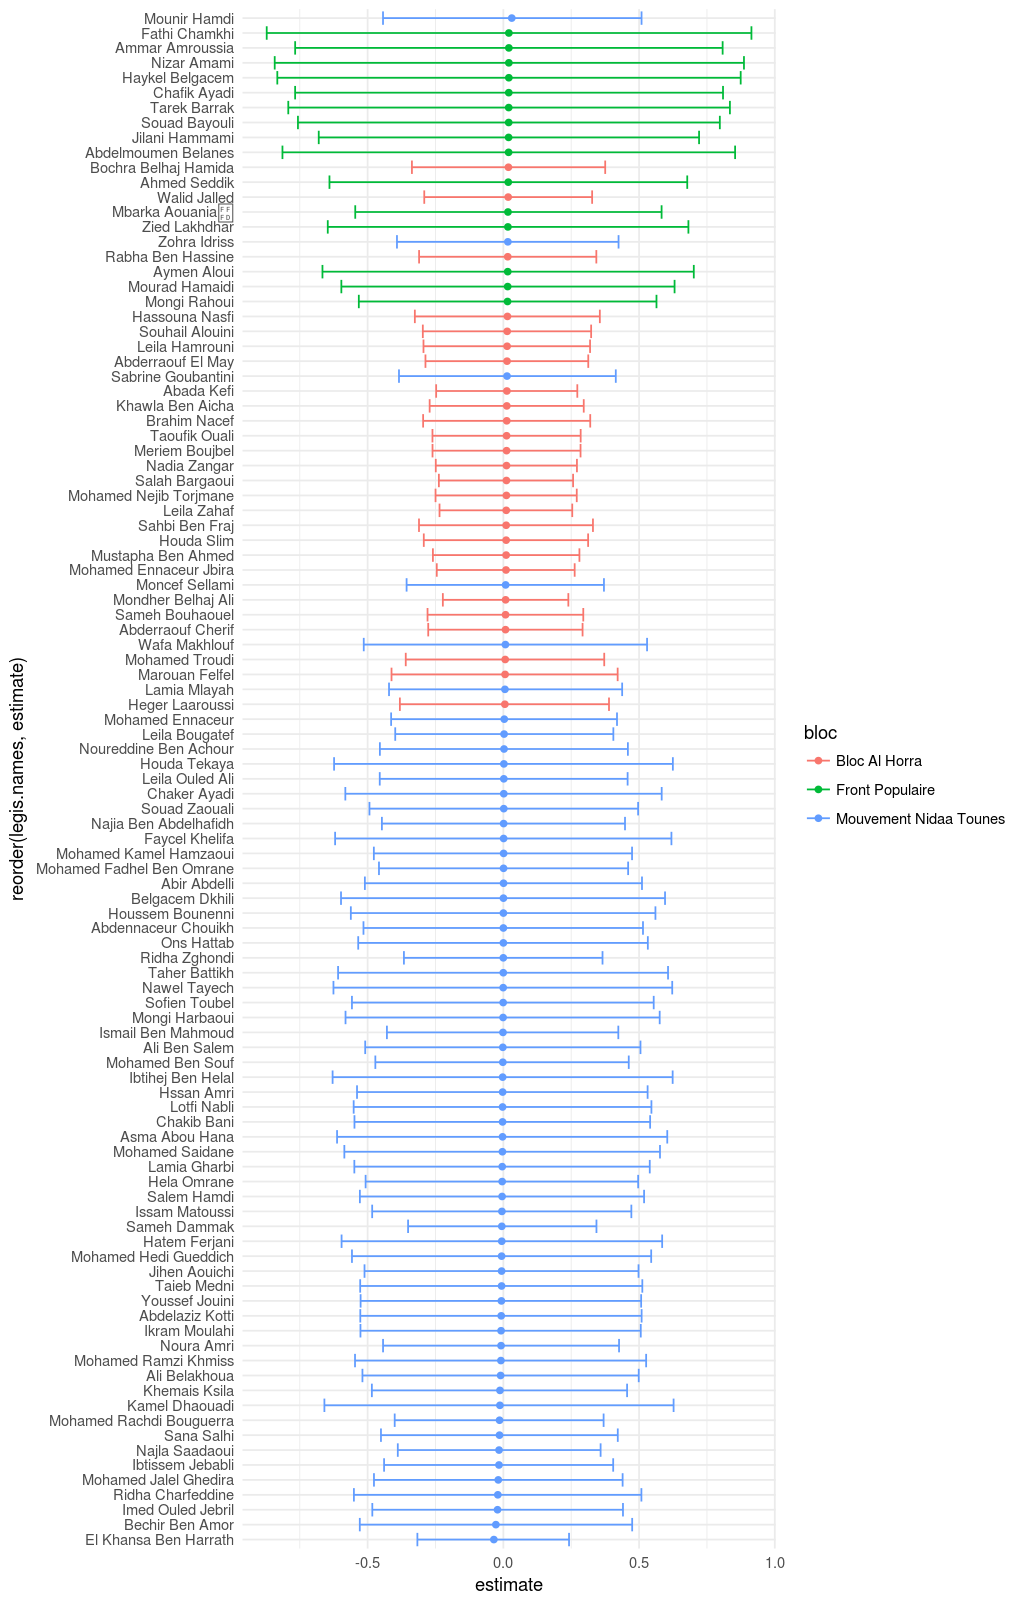 Mounir Hamdi
Fathi Chamkhi
Ammar Amroussia
Nizar Amami
Haykel Belgacem
Chafik Ayadi
Tarek Barrak
Souad Bayouli
Jilani Hammami
Abdelmoumen Belanes
Bochra Belhaj Hamida
Ahmed Seddik
Walid Jalled
Mbarka Aouania
Zied Lakhdhar
Zohra Idriss
Rabha Ben Hassine
Aymen Aloui
Mourad Hamaidi
Mongi Rahoui
Hassouna Nasfi
Souhail Alouini
Leila Hamrouni
Abderraouf El May
Sabrine Goubantini
Abada Kefi
Khawla Ben Aicha
Brahim Nacef
Taoufik Ouali
Meriem Boujbel
Nadia Zangar
Salah Bargaoui
Mohamed Nejib Torjmane
Leila Zahaf
Sahbi Ben Fraj
Houda Slim
Mustapha Ben Ahmed
Mohamed Ennaceur Jbira
Moncef Sellami
Mondher Belhaj Ali
Sameh Bouhaouel
Abderraouf Cherif
Wafa Makhlouf
Mohamed Troudi
Marouan Felfel
Lamia Mlayah
Heger Laaroussi
Mohamed Ennaceur
Leila Bougatef
Noureddine Ben Achour
Houda Tekaya
Leila Ouled Ali
Chaker Ayadi
Souad Zaouali
Najia Ben Abdelhafidh
Faycel Khelifa
Mohamed Kamel Hamzaoui
Mohamed Fadhel Ben Omrane
Abir Abdelli
Belgacem Dkhili
Houssem Bounenni
Abdennaceur Chouikh
Ons Hattab
Ridha Zghondi
Taher Battikh
Nawel Tayech
Sofien Toubel
Mongi Harbaoui
Ismail Ben Mahmoud
Ali Ben Salem
Mohamed Ben Souf
Ibtihej Ben Helal
Hssan Amri
Lotfi Nabli
Chakib Bani
Asma Abou Hana
Mohamed Saidane
Lamia Gharbi
Hela Omrane
Salem Hamdi
Issam Matoussi
Sameh Dammak
Hatem Ferjani
Mohamed Hedi Gueddich
Jihen Aouichi
Taieb Medni
Youssef Jouini
Abdelaziz Kotti
Ikram Moulahi
Noura Amri
Mohamed Ramzi Khmiss
Ali Belakhoua
Khemais Ksila
Kamel Dhaouadi
Mohamed Rachdi Bouguerra
Sana Salhi
Najla Saadaoui
Ibtissem Jebabli
Mohamed Jalel Ghedira
Ridha Charfeddine
Imed Ouled Jebril
Bechir Ben Amor
El Khansa Ben Harrath
-0.5 0.0 0.5 1.0
estimate
reorder(legis.names, estimate)
bloc
Bloc Al Horra
Front Populaire
Mouvement Nidaa Tounes